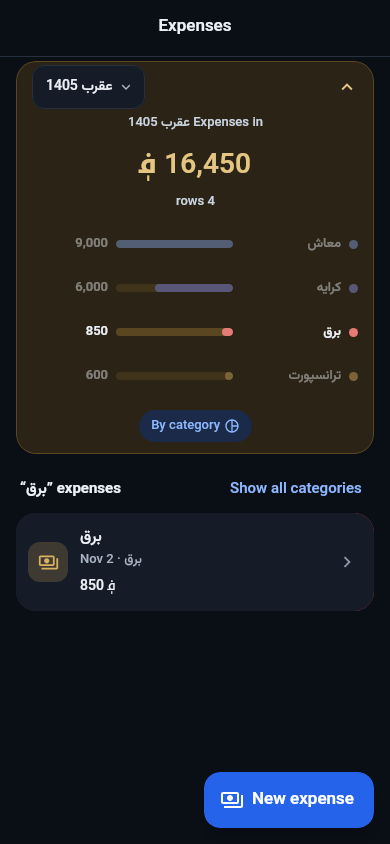 Expenses
عقرب 1405
عقرب 1405 Expenses in
؋ 16,450
rows 4
معاش 9,000
کرایه 6,000
برق 850
ترانسپورت 600
By category
“برق” expenses
Show all categories
برق
Nov 2 · برق
850 ؋
New expense